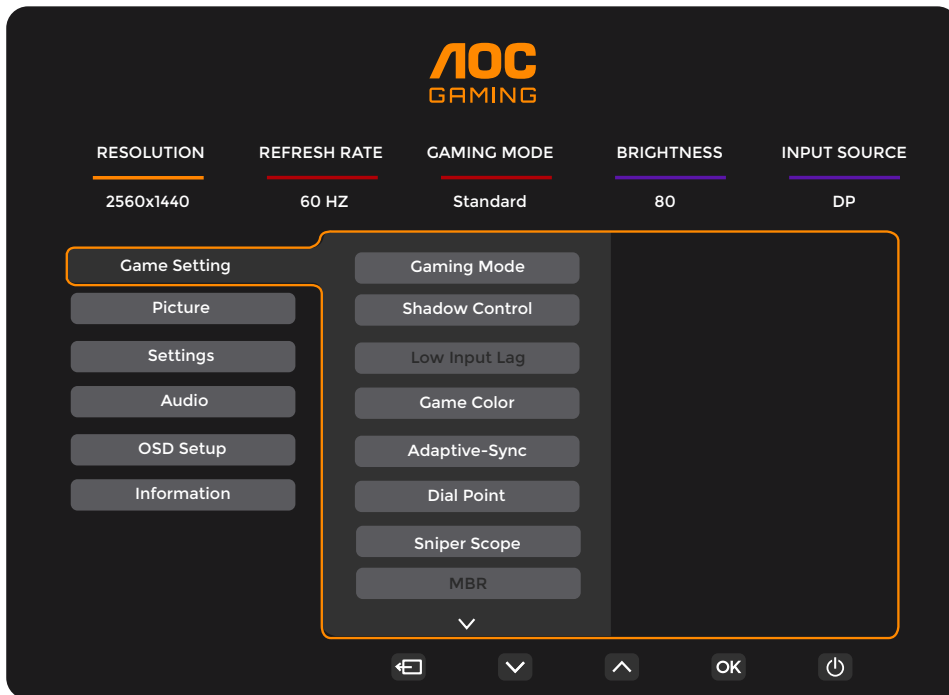 AOC
GAMING
RESOLUTION REFRESH RATE GAMING MODE BRIGHTNESS INPUT SOURCE
2560x1440 60 HZ Standard 80 DP
Game Setting
Picture
Settings
Audio
OSD Setup
Information
Gaming Mode
Shadow Control
Low Input Lag
Game Color
Adaptive-Sync
Dial Point
Sniper Scope
MBR
OK